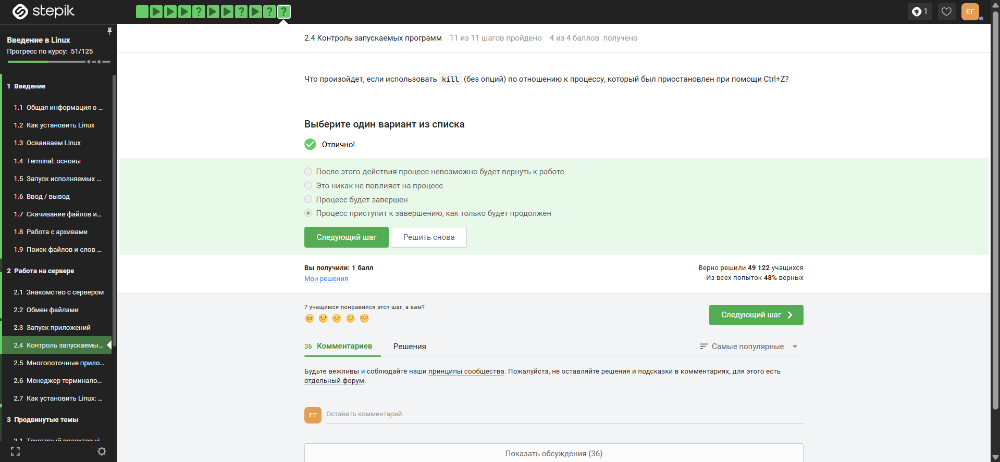 stepik
?
?
?
?
1
ЕГ
Введение в Linux
Прогресс по курсу: 51/125
1 Введение
1.1 Общая информация о ...
1.2 Как установить Linux
1.3 Осваиваем Linux
1.4 Terminal: основы
1.5 Запуск исполняемых ...
1.6 Ввод / вывод
1.7 Скачивание файлов и...
1.8 Работа с архивами
1.9 Поиск файлов и слов ...
2 Работа на сервере
2.1 Знакомство с сервером
2.2 Обмен файлами
2.3 Запуск приложений
2.4 Контроль запускаемы...
2.5 Многопоточные прило...
2.6 Менеджер терминало...
2.7 Как установить Linux: ...
3 Продвинутые темы
3.1 Текстовый редактор vi
2.4 Контроль запускаемых программ 11 из 11 шагов пройдено 4 из 4 баллов получено
Что произойдет, если использовать kill (без опций) по отношению к процессу, который был приостановлен при помощи Ctrl+Z?
Выберите один вариант из списка
Отлично!
После этого действия процесс невозможно будет вернуть к работе
Это никак не повлияет на процесс
Процесс будет завершен
Процесс приступит к завершению, как только будет продолжен
Следующий шаг
Решить снова
Вы получили: 1 балл
Мои решения
Верно решили 49 122 учащихся
Из всех попыток 48% верных
7 учащимся понравился этот шаг, а вам?
Следующий шаг
36 Комментариев
Решения
Самые популярные
Будьте вежливы и соблюдайте наши принципы сообщества. Пожалуйста, не оставляйте решения и подсказки в комментариях, для этого есть
отдельный форум.
ЕГ
Оставить комментарий
Показать обсуждения (36)